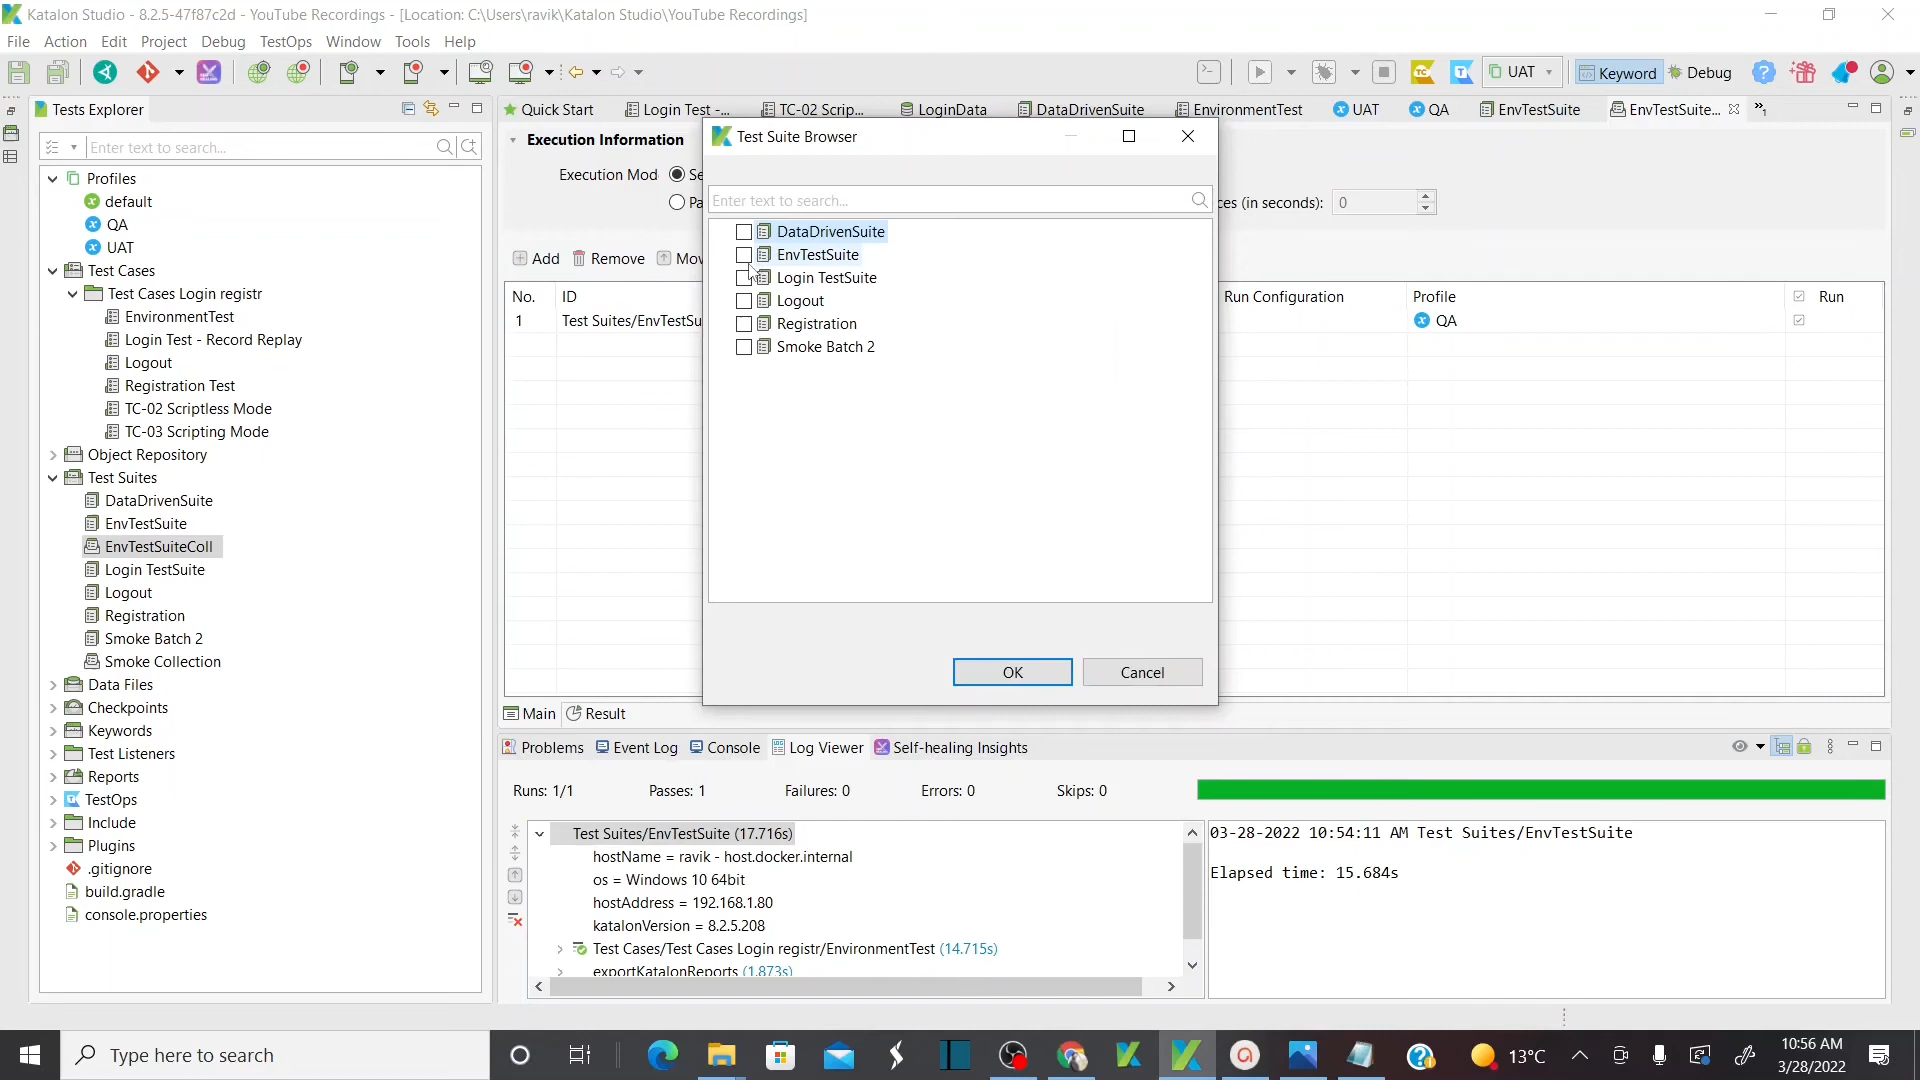 Katalon Studio - 8.2.5-47f87c2d - YouTube Recordings - [Location: C:\Users\ravik\Katalon Studio\YouTube Recordings]
File Action Edit Project Debug TestOps Window Tools Help
UAT Keyword Debug
Tests Explorer
Quick Start Login Test -... TC-02 Scrip... LoginData DataDrivenSuite EnvironmentTest UAT QA EnvTestSuite EnvTestSuite... »1
Enter text to search...
Profiles
default
QA
UAT
Test Cases
Test Cases Login registr
EnvironmentTest
Login Test - Record Replay
Logout
Registration Test
TC-02 Scriptless Mode
TC-03 Scripting Mode
Object Repository
Test Suites
DataDrivenSuite
EnvTestSuite
EnvTestSuiteColl
Login TestSuite
Logout
Registration
Smoke Batch 2
Smoke Collection
Data Files
Checkpoints
Keywords
Test Listeners
Reports
TestOps
Include
Plugins
.gitignore
build.gradle
console.properties
Execution Information
Execution Mod Se
Pa ces (in seconds): 0
Add Remove Mov
No. ID Run Configuration Profile Run
1 Test Suites/EnvTestSu QA
Test Suite Browser
Enter text to search...
DataDrivenSuite
EnvTestSuite
Login TestSuite
Logout
Registration
Smoke Batch 2
OK Cancel
Main Result
Problems Event Log Console Log Viewer Self-healing Insights
Runs: 1/1 Passes: 1 Failures: 0 Errors: 0 Skips: 0
Test Suites/EnvTestSuite (17.716s)
hostName = ravik - host.docker.internal
os = Windows 10 64bit
hostAddress = 192.168.1.80
katalonVersion = 8.2.5.208
Test Cases/Test Cases Login registr/EnvironmentTest (14.715s)
exportKatalonReports (1.873s)
03-28-2022 10:54:11 AM Test Suites/EnvTestSuite
Elapsed time: 15.684s
Type here to search
13°C
10:56 AM
3/28/2022